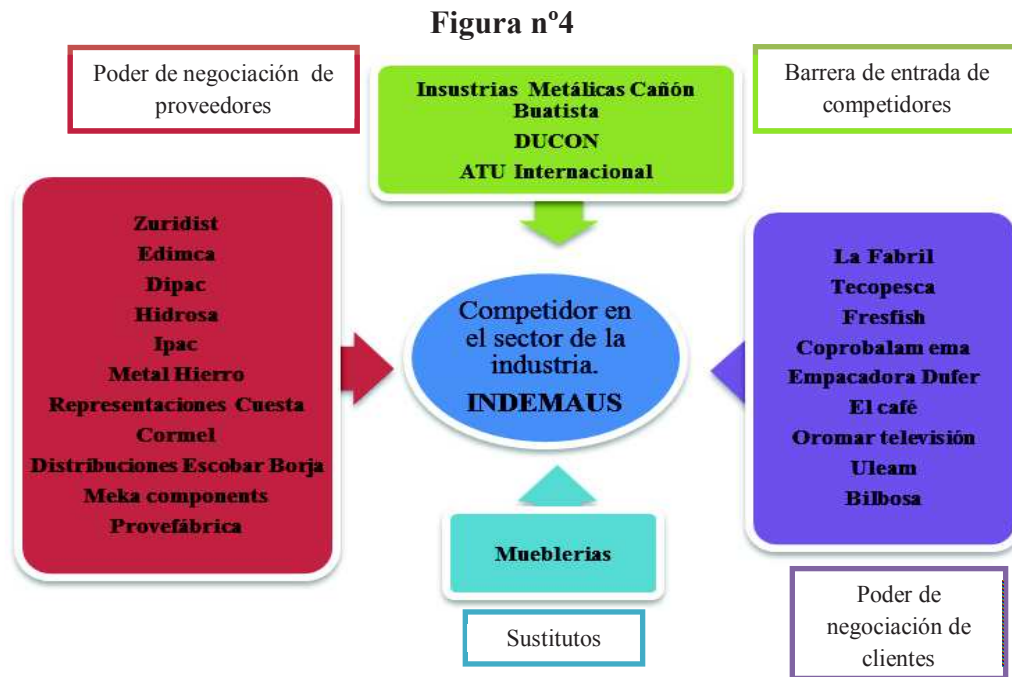 Figura nº4
Poder de negociación de
proveedores
Insustrias Metálicas Cañón
Buatista
DUCON
ATU Internacional
Barrera de entrada de
competidores
Zuridist
Edimca
Dipac
Hidrosa
Ipac
Metal Hierro
Representaciones Cuesta
Cormel
Distribuciones Escobar Borja
Meka components
Provefábrica
Competidor en
el sector de la
industria.
INDEMAUS
La Fabril
Tecopesca
Fresfish
Coprobalam ema
Empacadora Dufer
El café
Oromar televisión
Uleam
Bilbosa
Mueblerias
Sustitutos
Poder de
negociación de
clientes